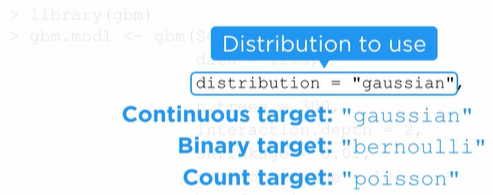 > library(gbm)
> gbm.mod1 <- gbm(S
Distribution to use
distribution = "gaussian",
Continuous target: "gaussian"
interaction.depth = 2,
Binary target: "bernoulli"
Count target: "poisson"